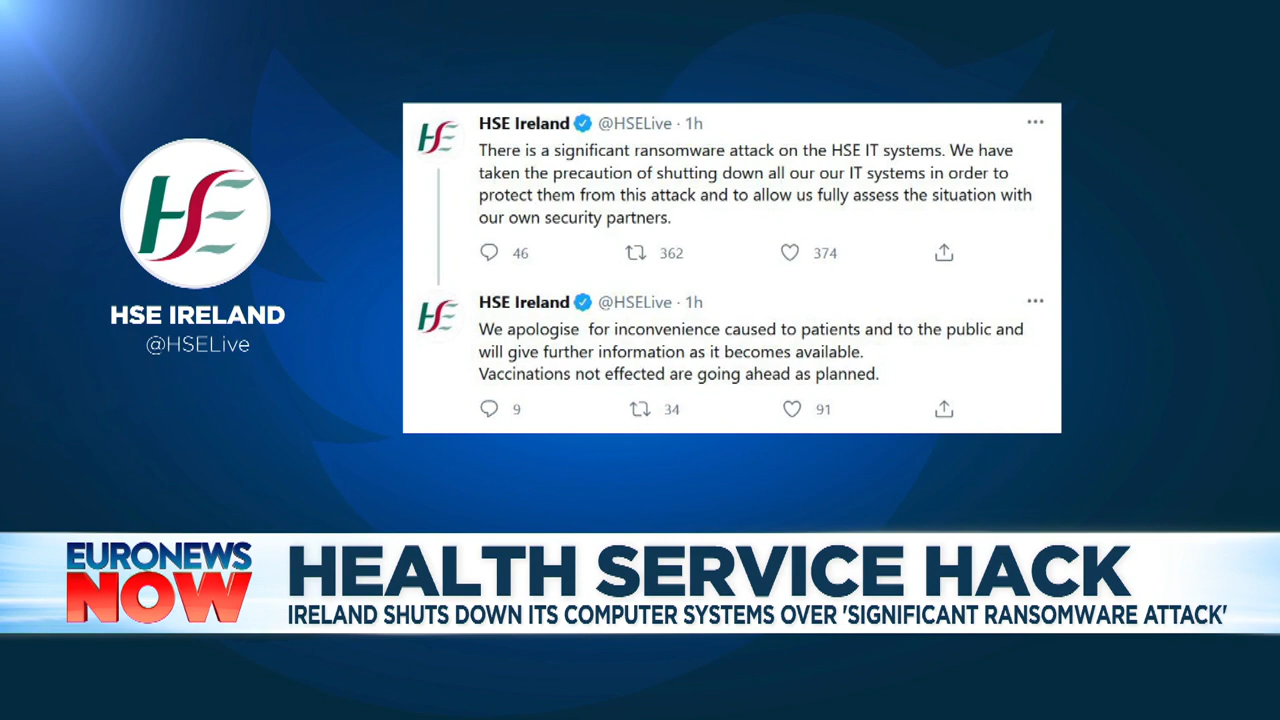 HSE Ireland @HSELive · 1h
There is a significant ransomware attack on the HSE IT systems. We have
taken the precaution of shutting down all our our IT systems in order to
protect them from this attack and to allow us fully assess the situation with
our own security partners.
46 362 374
HSE Ireland @HSELive · 1h
We apologise for inconvenience caused to patients and to the public and
will give further information as it becomes available.
Vaccinations not effected are going ahead as planned.
9 34 91
HSE
HSE IRELAND
@HSELive
EURONEWS
NOW
HEALTH SERVICE HACK
IRELAND SHUTS DOWN ITS COMPUTER SYSTEMS OVER 'SIGNIFICANT RANSOMWARE ATTACK'